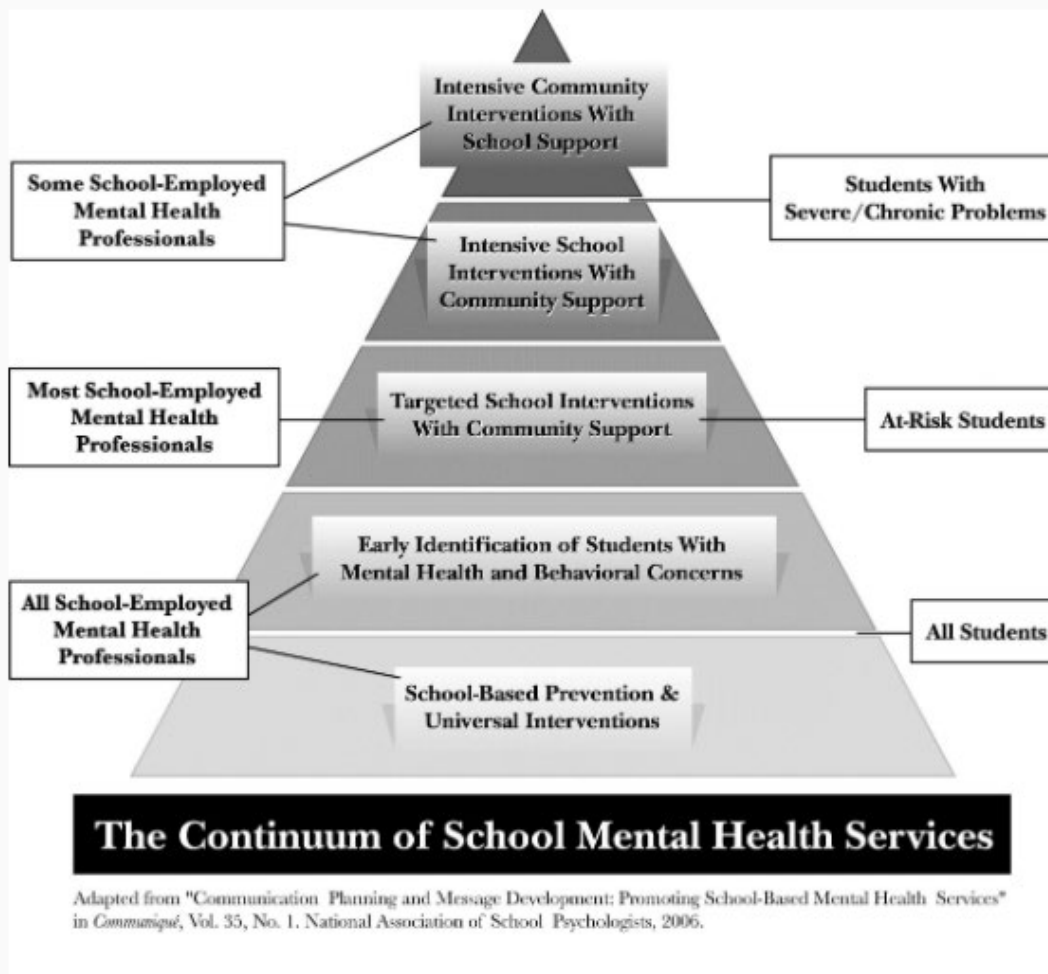 Intensive Community
Interventions With
School Support
Some School-Employed
Mental Health
Professionals
Students With
Severe/Chronic Problems
Intensive School
Interventions With
Community Support
Most School-Employed
Mental Health
Professionals
Targeted School Interventions
With Community Support
At-Risk Students
Early Identification of Students With
Mental Health and Behavioral Concerns
All School-Employed
Mental Health
Professionals
All Students
School-Based Prevention &
Universal Interventions
The Continuum of School Mental Health Services
Adapted from "Communication Planning and Message Development: Promoting School-Based Mental Health Services"
in Communiqué, Vol. 35, No. 1. National Association of School Psychologists, 2006.